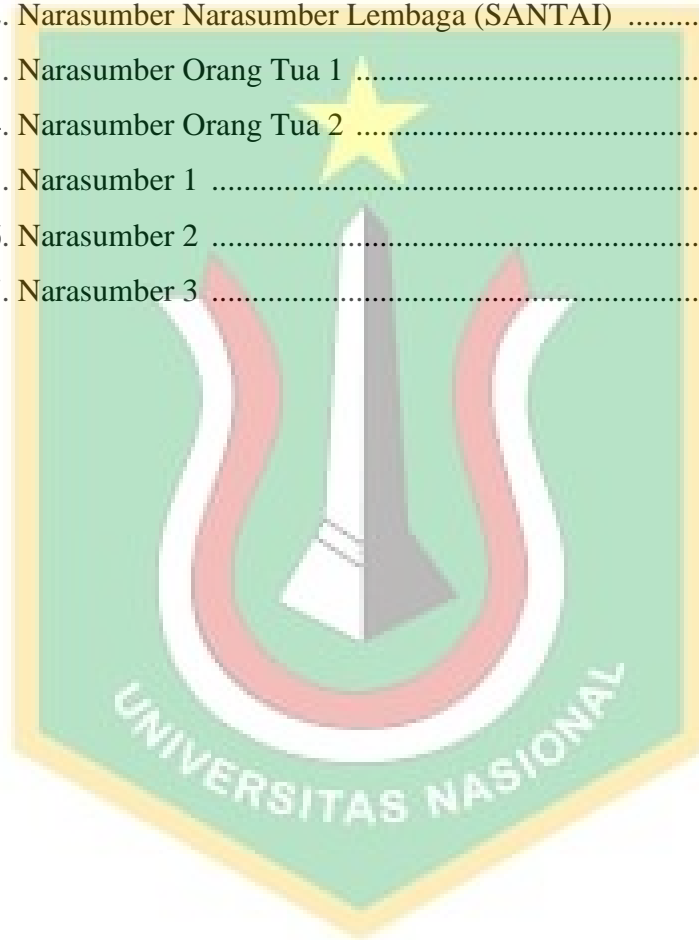 . Narasumber Narasumber Lembaga (SANTAI) ..........
. Narasumber Orang Tua 1 ..........................................
. Narasumber Orang Tua 2 ...........................................
. Narasumber 1 ............................................................
. Narasumber 2 ............................................................
. Narasumber 3 ............................................................
UNIVERSITAS NASIONAL